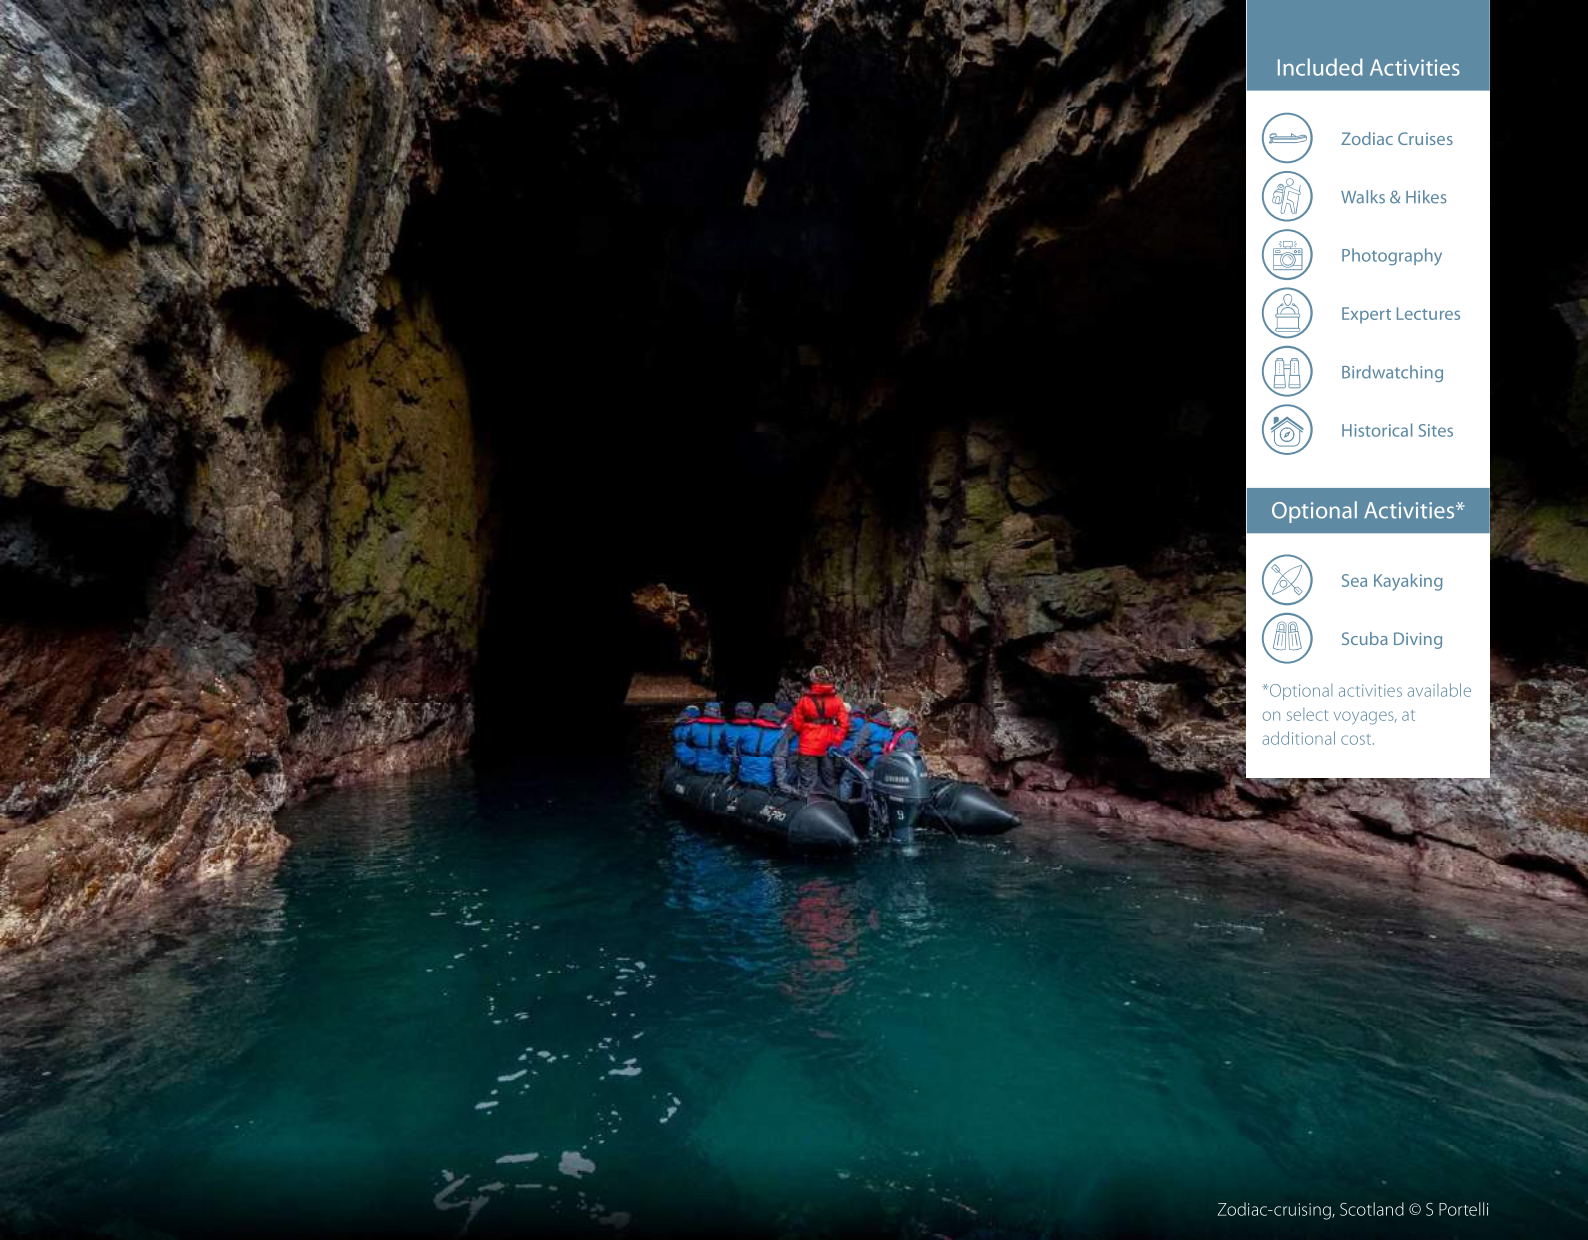 Included Activities
Zodiac Cruises
Walks & Hikes
Photography
Expert Lectures
Birdwatching
Historical Sites
Optional Activities*
Sea Kayaking
Scuba Diving
*Optional activities available
on select voyages, at
additional cost.
Zodiac-cruising, Scotland © S Portelli